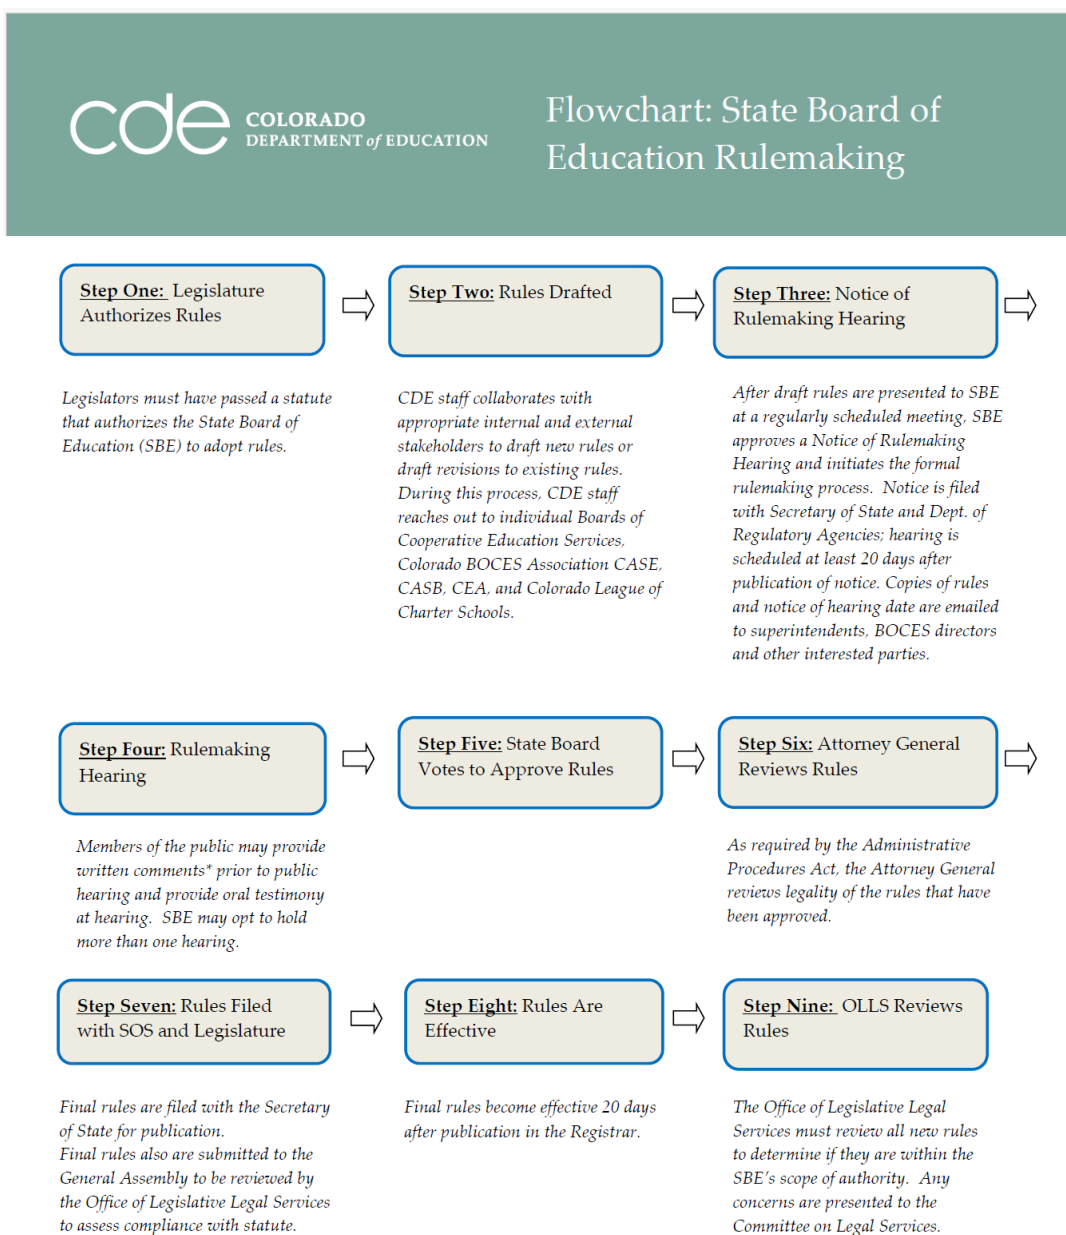 cde
COLORADO
DEPARTMENT of EDUCATION
Flowchart: State Board of
Education Rulemaking
Step One: Legislature
Authorizes Rules
Legislators must have passed a statute
that authorizes the State Board of
Education (SBE) to adopt rules.
Step Two: Rules Drafted
CDE staff collaborates with
appropriate internal and external
stakeholders to draft new rules or
draft revisions to existing rules.
During this process, CDE staff
reaches out to individual Boards of
Cooperative Education Services,
Colorado BOCES Association CASE,
CASB, CEA, and Colorado League of
Charter Schools.
Step Three: Notice of
Rulemaking Hearing
After draft rules are presented to SBE
at a regularly scheduled meeting, SBE
approves a Notice of Rulemaking
Hearing and initiates the formal
rulemaking process.  Notice is filed
with Secretary of State and Dept. of
Regulatory Agencies; hearing is
scheduled at least 20 days after
publication of notice. Copies of rules
and notice of hearing date are emailed
to superintendents, BOCES directors
and other interested parties.
Step Four: Rulemaking
Hearing
Members of the public may provide
written comments* prior to public
hearing and provide oral testimony
at hearing.  SBE may opt to hold
more than one hearing.
Step Five: State Board
Votes to Approve Rules
Step Six: Attorney General
Reviews Rules
As required by the Administrative
Procedures Act, the Attorney General
reviews legality of the rules that have
been approved.
Step Seven: Rules Filed
with SOS and Legislature
Final rules are filed with the Secretary
of State for publication.
Final rules also are submitted to the
General Assembly to be reviewed by
the Office of Legislative Legal Services
to assess compliance with statute.
Step Eight: Rules Are
Effective
Final rules become effective 20 days
after publication in the Registrar.
Step Nine:  OLLS Reviews
Rules
The Office of Legislative Legal
Services must review all new rules
to determine if they are within the
SBE's scope of authority.  Any
concerns are presented to the
Committee on Legal Services.